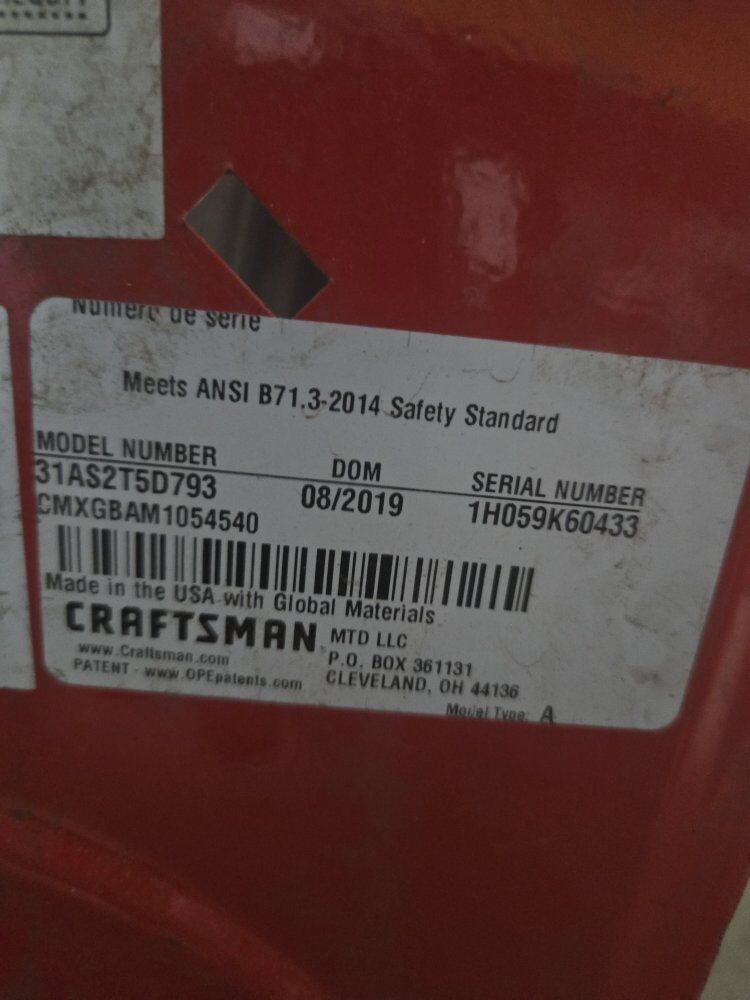 Numéro de série
Meets ANSI B71.3-2014 Safety Standard
MODEL NUMBER DOM SERIAL NUMBER
31AS2T5D793 08/2019 1H059K60433
CMXGBAM1054540
Made in the USA with Global Materials
CRAFTSMAN MTD LLC
www.Craftsman.com P.O. BOX 361131
PATENT - www.OPEpatents.com CLEVELAND, OH 44136
Model Type: A